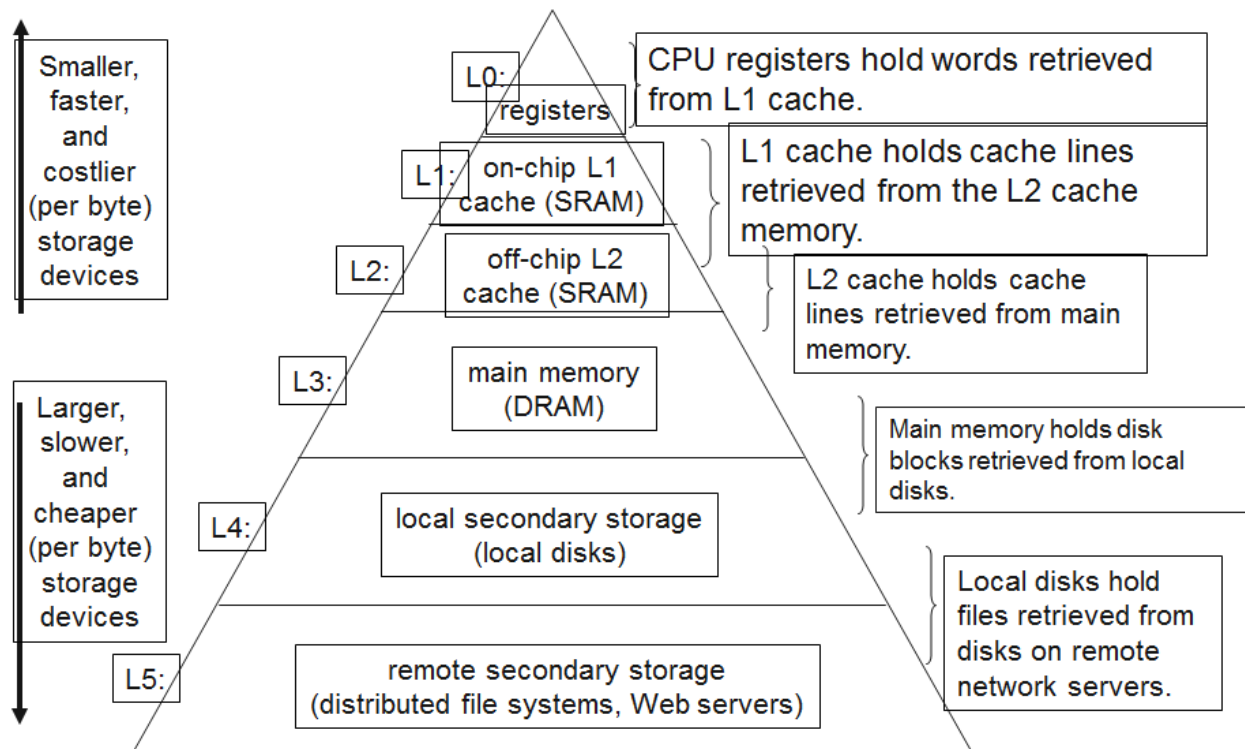 Smaller,
faster,
and
costlier
(per byte)
storage
devices
Larger,
slower,
and
cheaper
(per byte)
storage
devices
L0:
registers
CPU registers hold words retrieved
from L1 cache.
L1:
on-chip L1
cache (SRAM)
L1 cache holds cache lines
retrieved from the L2 cache
memory.
L2:
off-chip L2
cache (SRAM)
L2 cache holds cache
lines retrieved from main
memory.
L3:
main memory
(DRAM)
Main memory holds disk
blocks retrieved from local
disks.
L4:
local secondary storage
(local disks)
Local disks hold
files retrieved from
disks on remote
network servers.
L5:
remote secondary storage
(distributed file systems, Web servers)